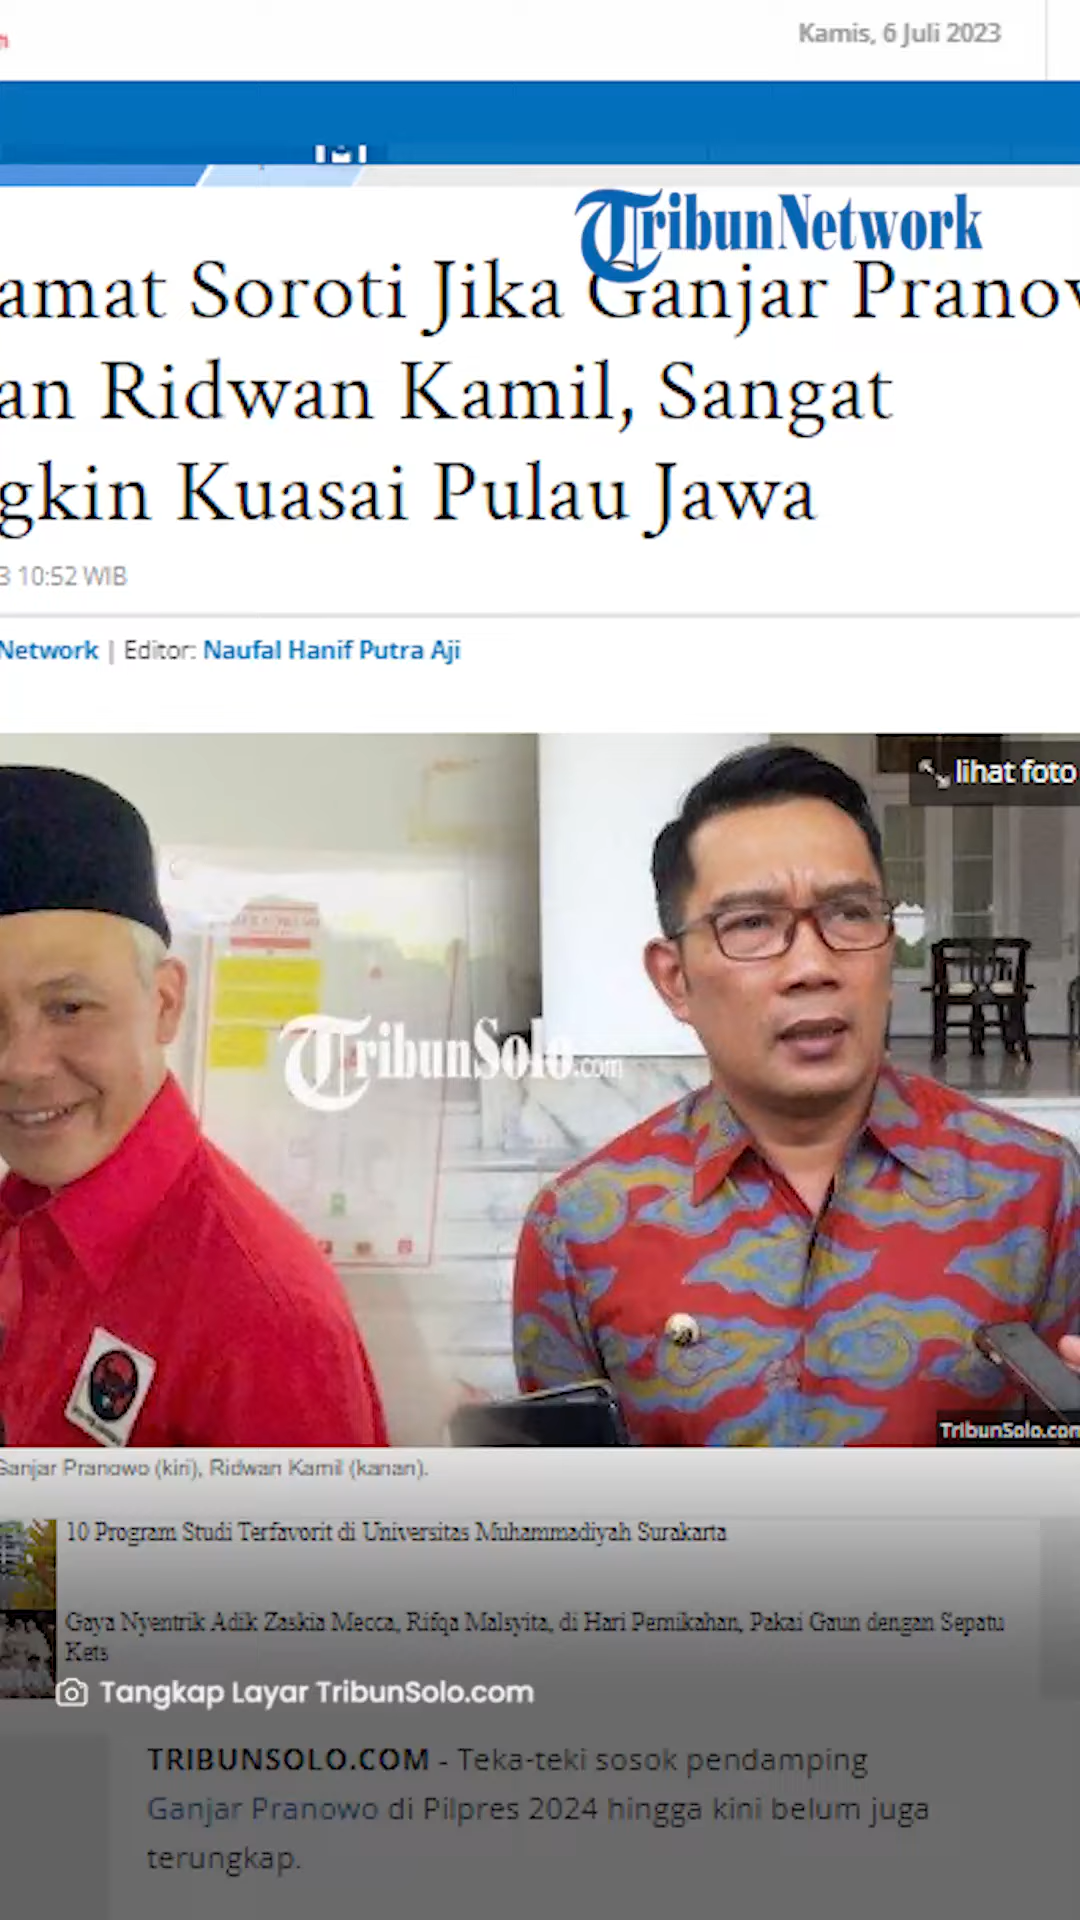 Kamis, 6 Juli 2023
TribunNetwork
amat Soroti Jika Ganjar Pranow
an Ridwan Kamil, Sangat
gkin Kuasai Pulau Jawa
3 10:52 WIB
Network | Editor: Naufal Hanif Putra Aji
lihat foto
TribunSolo.com
TribunSolo.com
Ganjar Pranowo (kiri), Ridwan Kamil (kanan).
10 Program Studi Terfavorit di Universitas Muhammadiyah Surakarta
Gaya Nyentrik Adik Zaskia Mecca, Rifqa Malsyita, di Hari Pernikahan, Pakai Gaun dengan Sepatu
Kets
Tangkap Layar TribunSolo.com
TRIBUNSOLO.COM - Teka-teki sosok pendamping
Ganjar Pranowo di Pilpres 2024 hingga kini belum juga
terungkap.